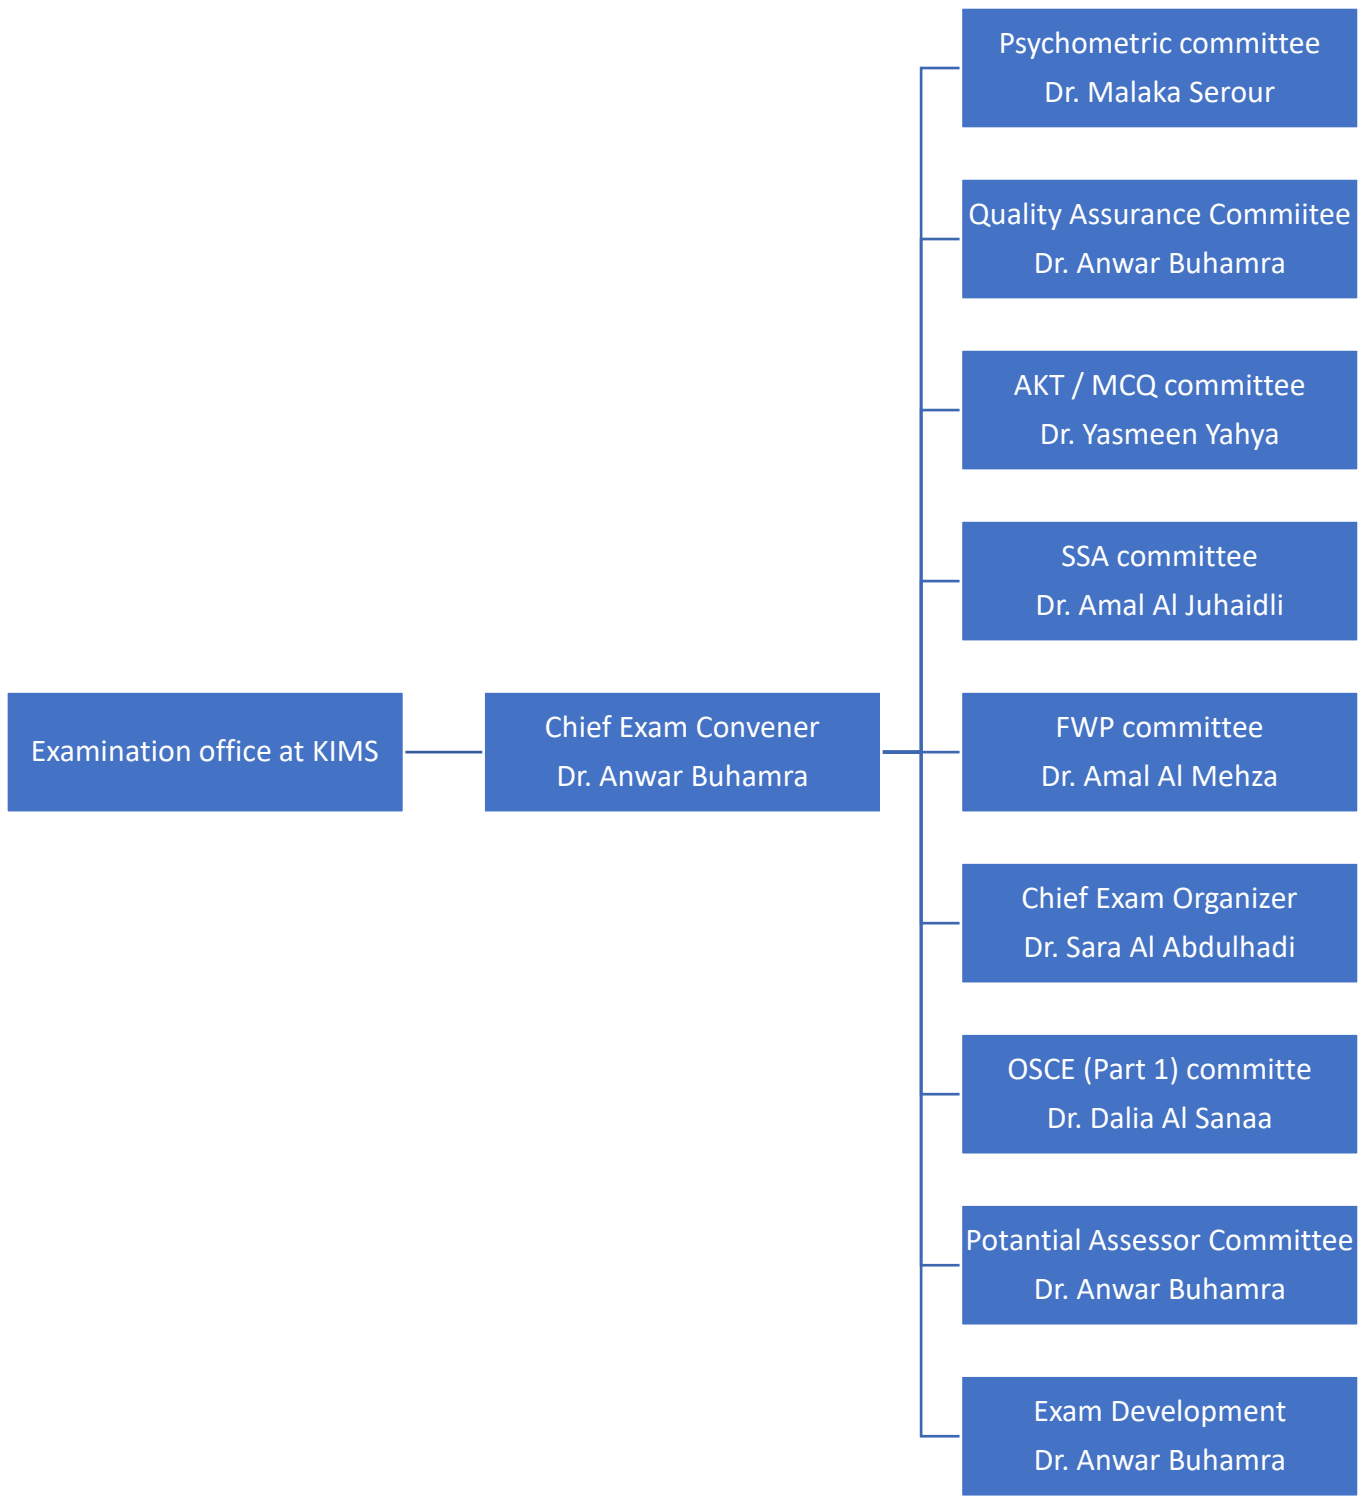 Examination office at KIMS
Chief Exam Convener
Dr. Anwar Buhamra
Psychometric committee
Dr. Malaka Serour
Quality Assurance Commiitee
Dr. Anwar Buhamra
AKT / MCQ committee
Dr. Yasmeen Yahya
SSA committee
Dr. Amal Al Juhaidli
FWP committee
Dr. Amal Al Mehza
Chief Exam Organizer
Dr. Sara Al Abdulhadi
OSCE (Part 1) committe
Dr. Dalia Al Sanaa
Potantial Assessor Committee
Dr. Anwar Buhamra
Exam Development
Dr. Anwar Buhamra